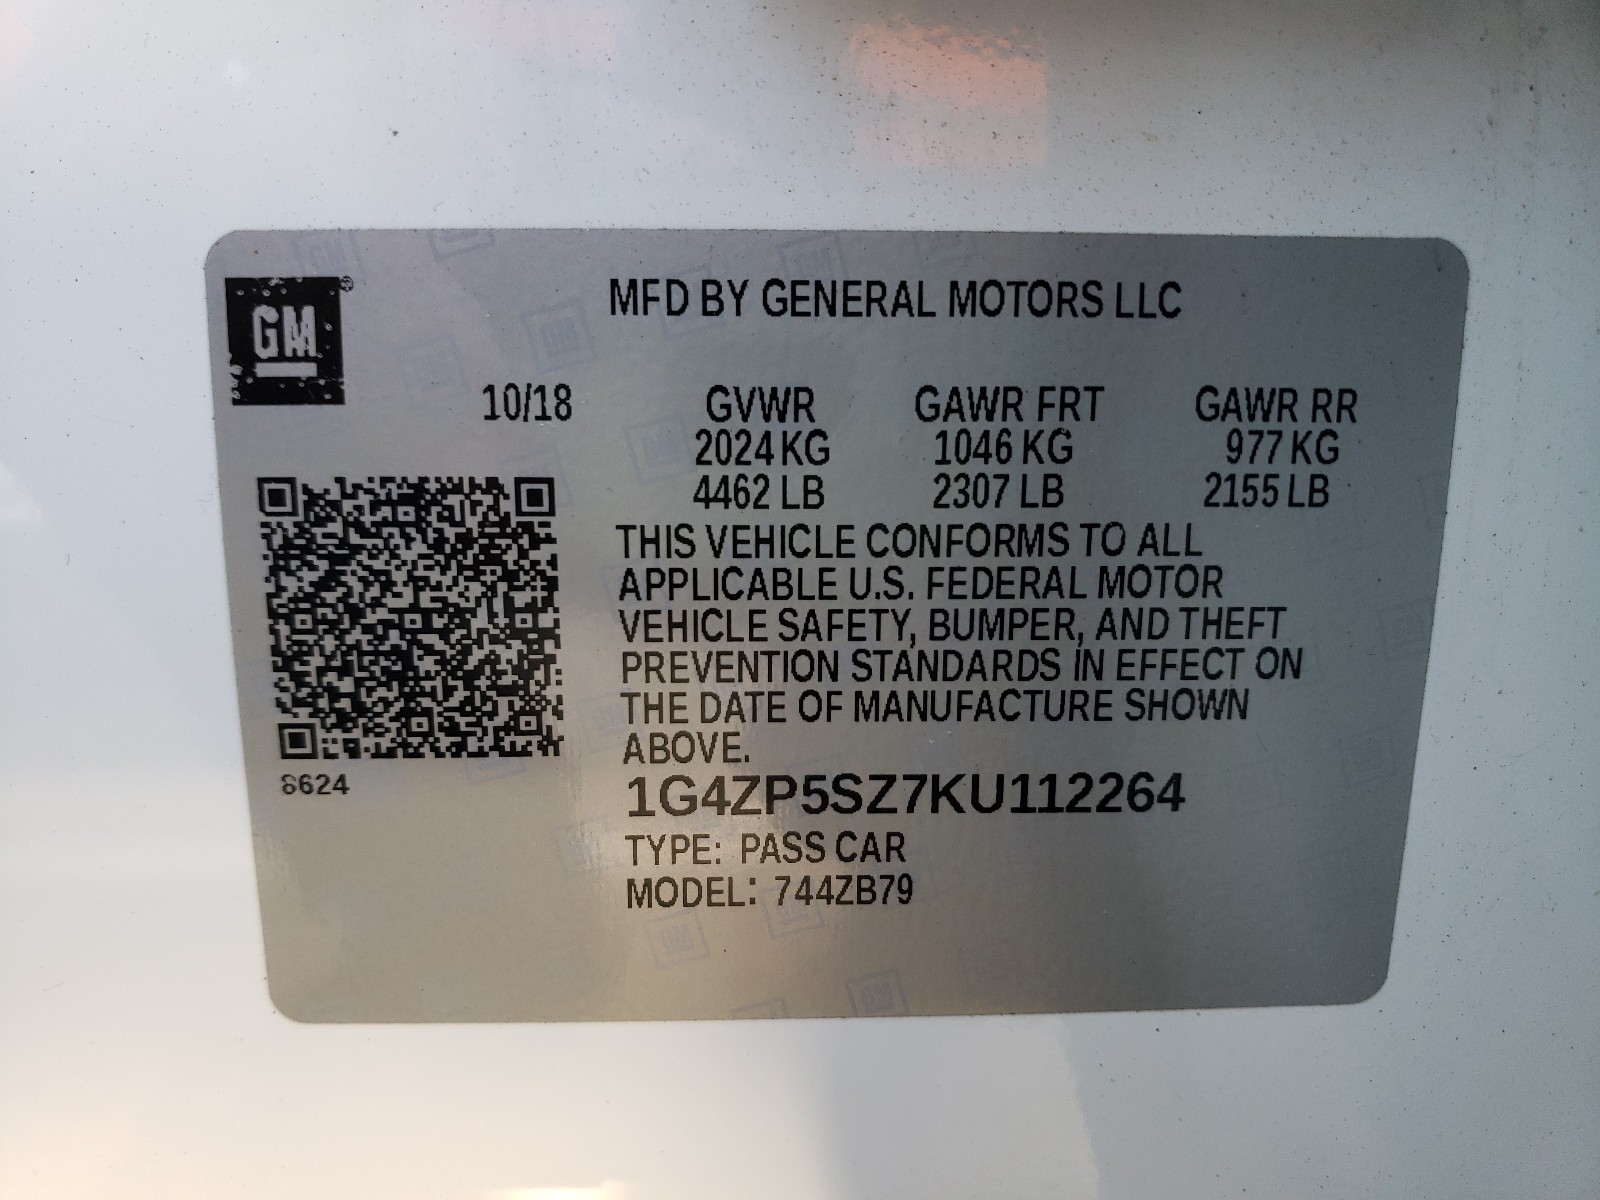 GM®
MFD BY GENERAL MOTORS LLC
10/18 GVWR GAWR FRT GAWR RR
2024 KG 1046 KG 977 KG
4462 LB 2307 LB 2155 LB
THIS VEHICLE CONFORMS TO ALL
APPLICABLE U.S. FEDERAL MOTOR
VEHICLE SAFETY, BUMPER, AND THEFT
PREVENTION STANDARDS IN EFFECT ON
THE DATE OF MANUFACTURE SHOWN
ABOVE.
8624
1G4ZP5SZ7KU112264
TYPE: PASS CAR
MODEL: 744ZB79